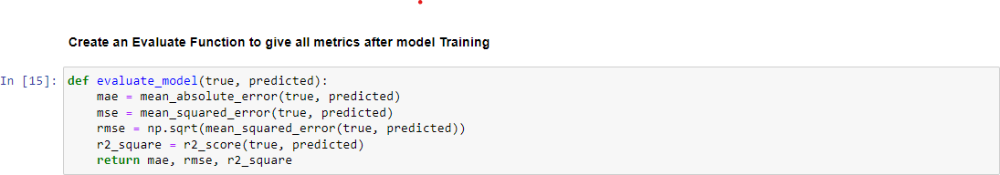 Create an Evaluate Function to give all metrics after model Training
In [15]: def evaluate_model(true, predicted):
    mae = mean_absolute_error(true, predicted)
    mse = mean_squared_error(true, predicted)
    rmse = np.sqrt(mean_squared_error(true, predicted))
    r2_square = r2_score(true, predicted)
    return mae, rmse, r2_square